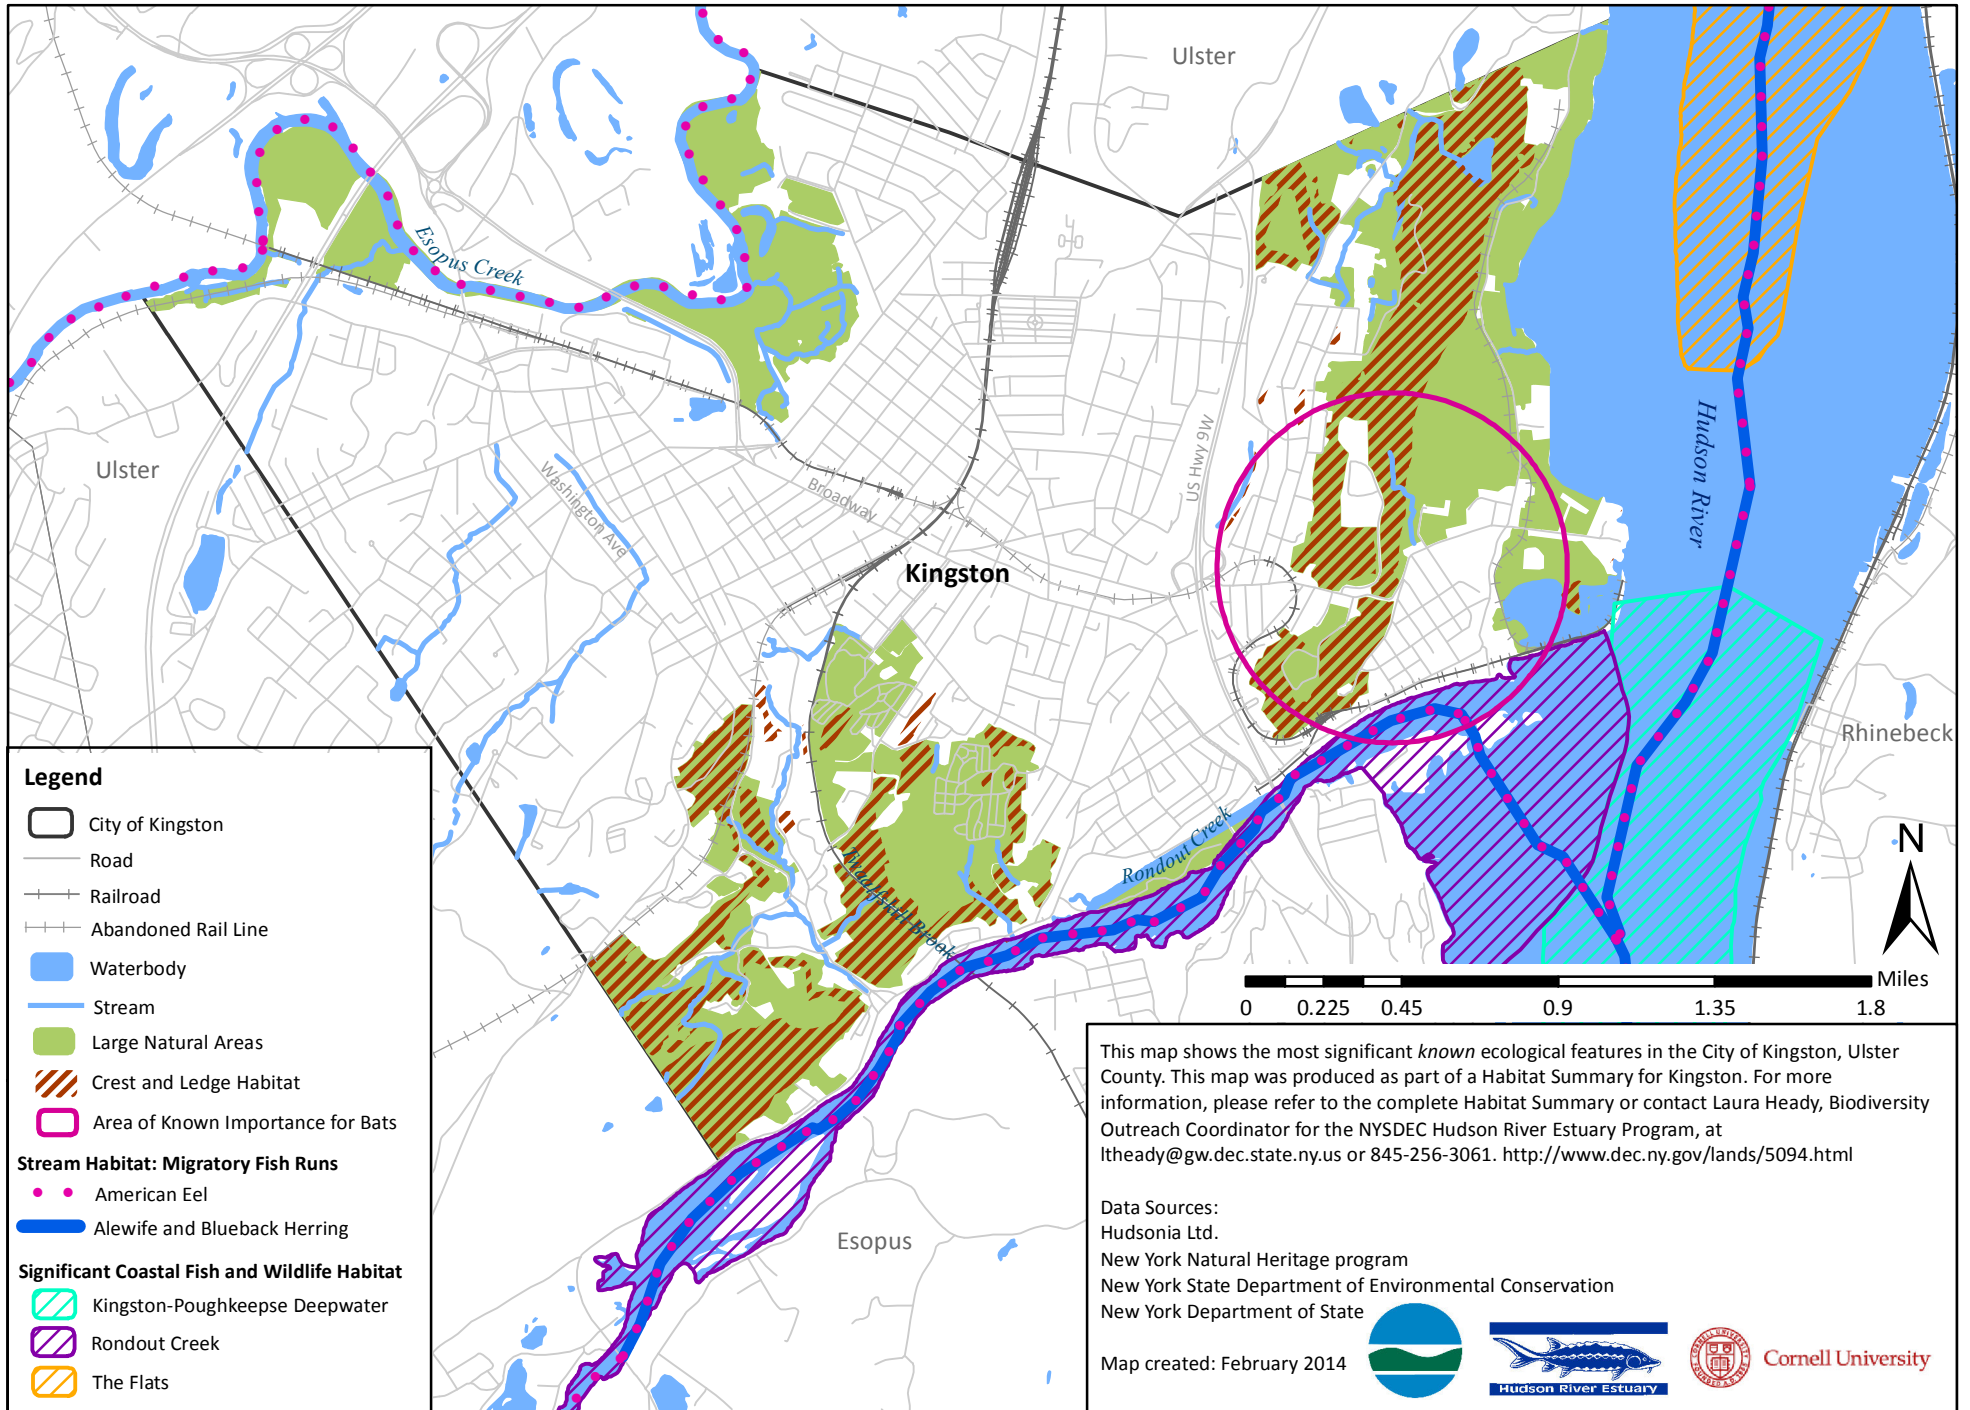 Ulster
Esopus Creek
Ulster
Washington Ave
Broadway
US Hwy 9W
Hudson River
Kingston
Rhinebeck
Rondout Creek
Twaalfskill Brook
Esopus
N
Miles
0 0.225 0.45 0.9 1.35 1.8
Legend
City of Kingston
Road
Railroad
Abandoned Rail Line
Waterbody
Stream
Large Natural Areas
Crest and Ledge Habitat
Area of Known Importance for Bats
Stream Habitat: Migratory Fish Runs
American Eel
Alewife and Blueback Herring
Significant Coastal Fish and Wildlife Habitat
Kingston-Poughkeepse Deepwater
Rondout Creek
The Flats
This map shows the most significant known ecological features in the City of Kingston, Ulster
County. This map was produced as part of a Habitat Summary for Kingston. For more
information, please refer to the complete Habitat Summary or contact Laura Heady, Biodiversity
Outreach Coordinator for the NYSDEC Hudson River Estuary Program, at
ltheady@gw.dec.state.ny.us or 845-256-3061. http://www.dec.ny.gov/lands/5094.html
Data Sources:
Hudsonia Ltd.
New York Natural Heritage program
New York State Department of Environmental Conservation
New York Department of State
Map created: February 2014
Hudson River Estuary
CORNELL UNIVERSITY
FOUNDED A.D. 1865
Cornell University